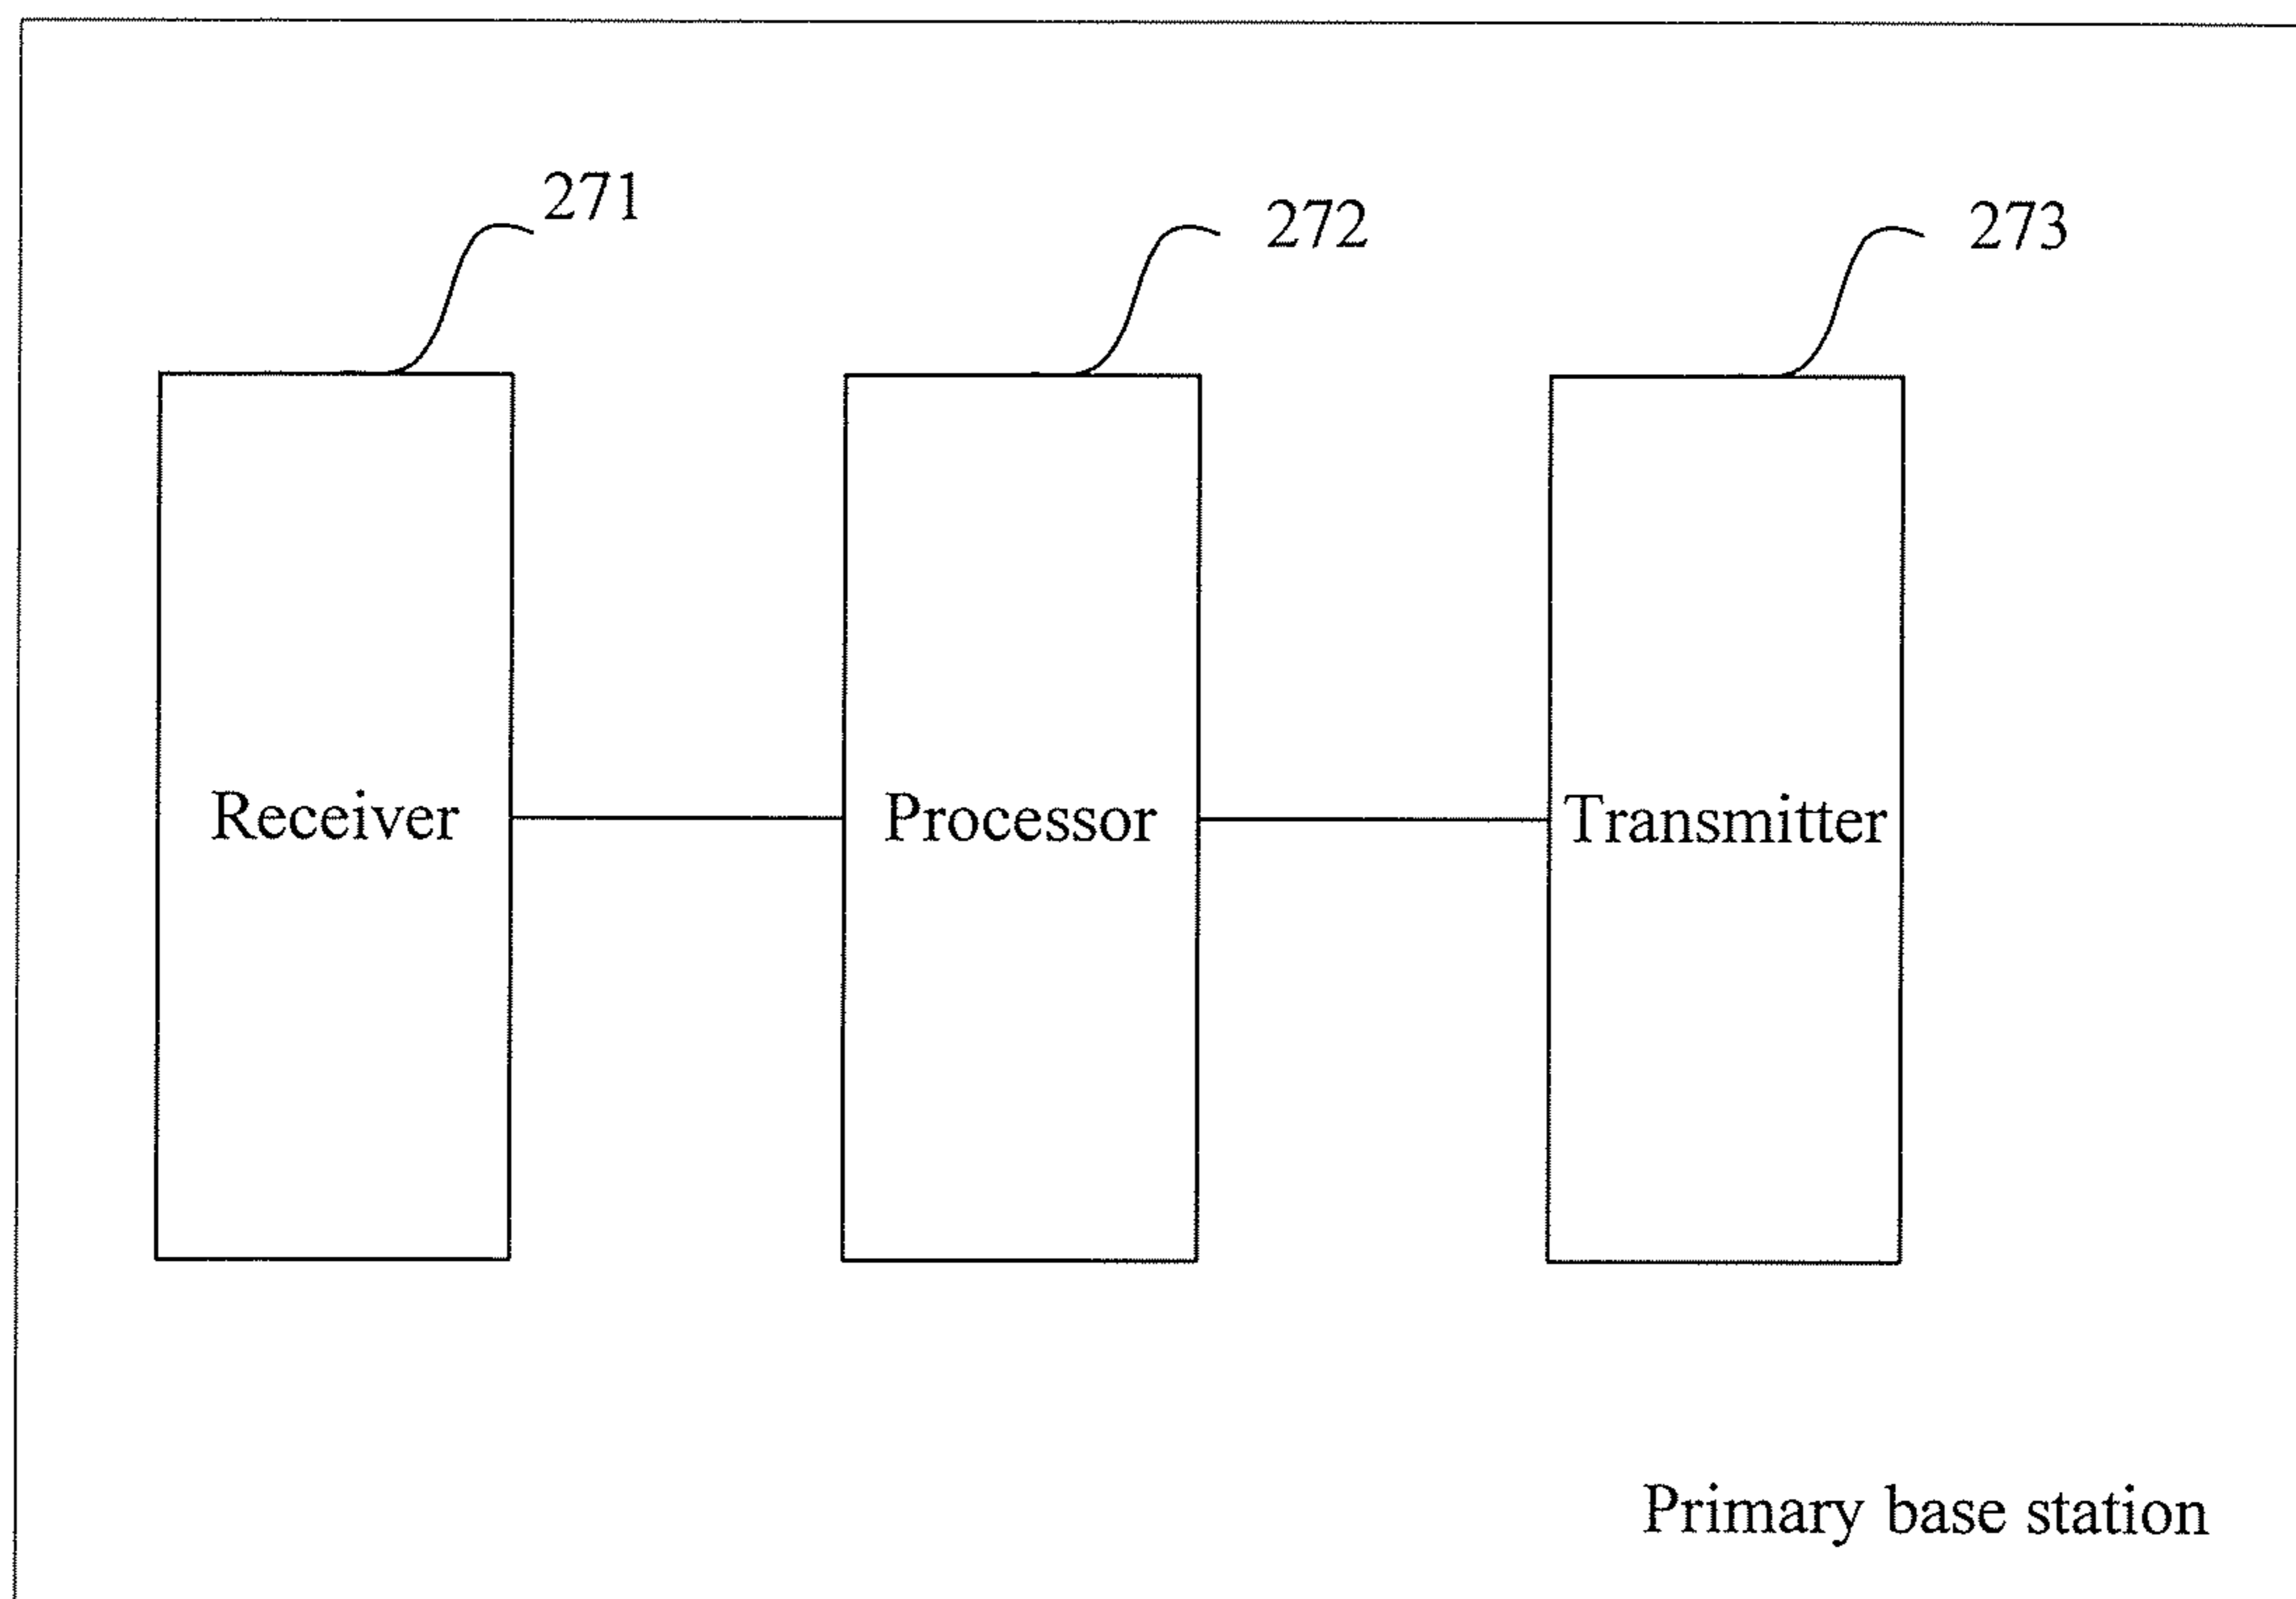 271
272
273
Receiver
Processor
Transmitter
Primary base station